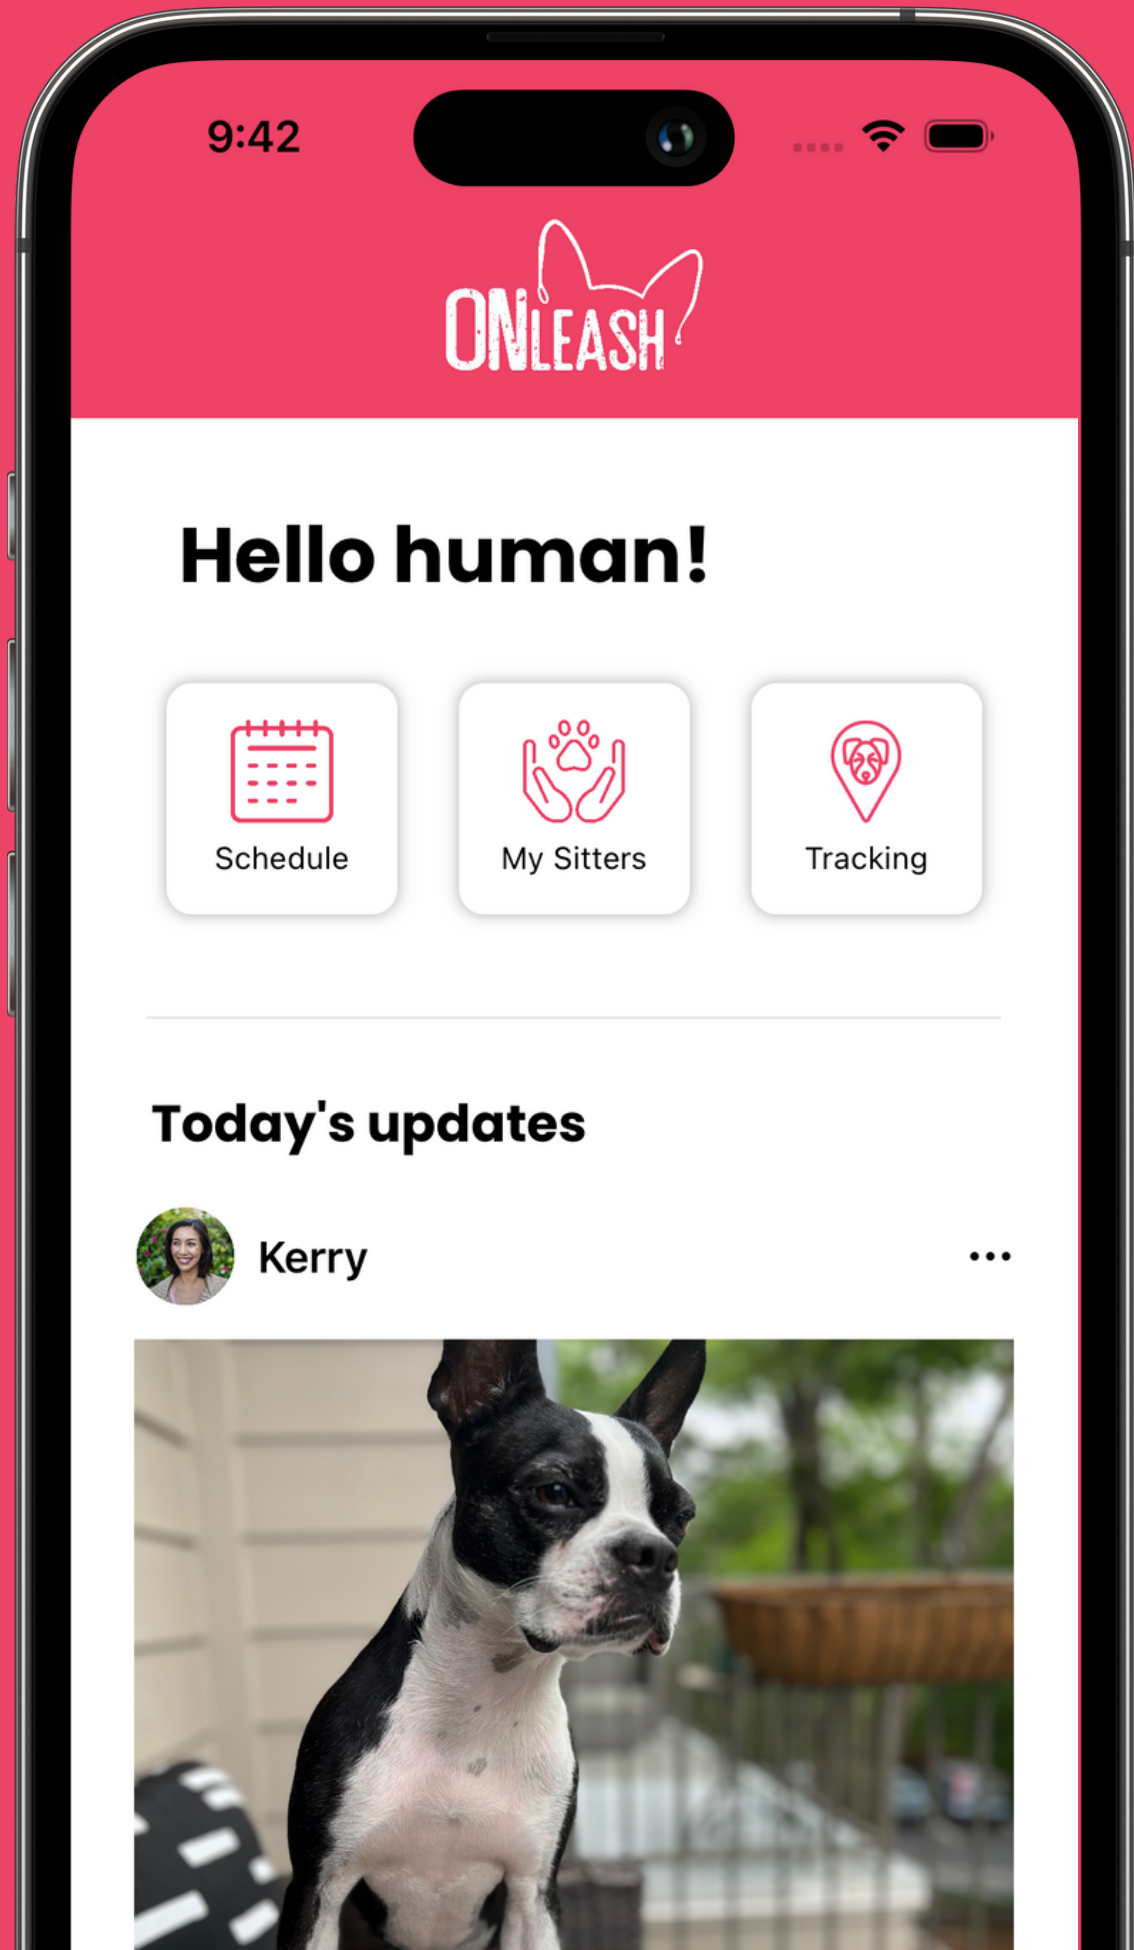 9:42
ONLEASH
Hello human!
Schedule
My Sitters
Tracking
Today's updates
Kerry